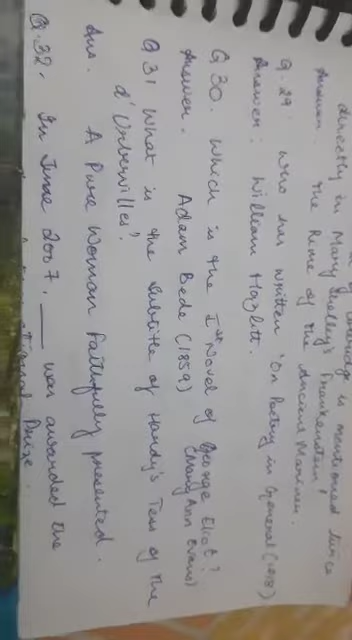 directly in Mary Shelley's Frankenstein,
Answer. The Rime of the Ancient Mariner.
Q.29. Who has written 'On Poetry in General (1818)
Answer: William Hazlitt.
Q 30. Which is the Ist Novel of George Eliot?
(Mary Ann Evans)
Answer. Adam Bede (1859)
Q 31 What is the subtitle of Hardy's Tess of the
d'Urbervilles?
Ans. A Pure Woman Faithfully presented.
Q.32. In June 2007, ___ was awarded the
Prize.